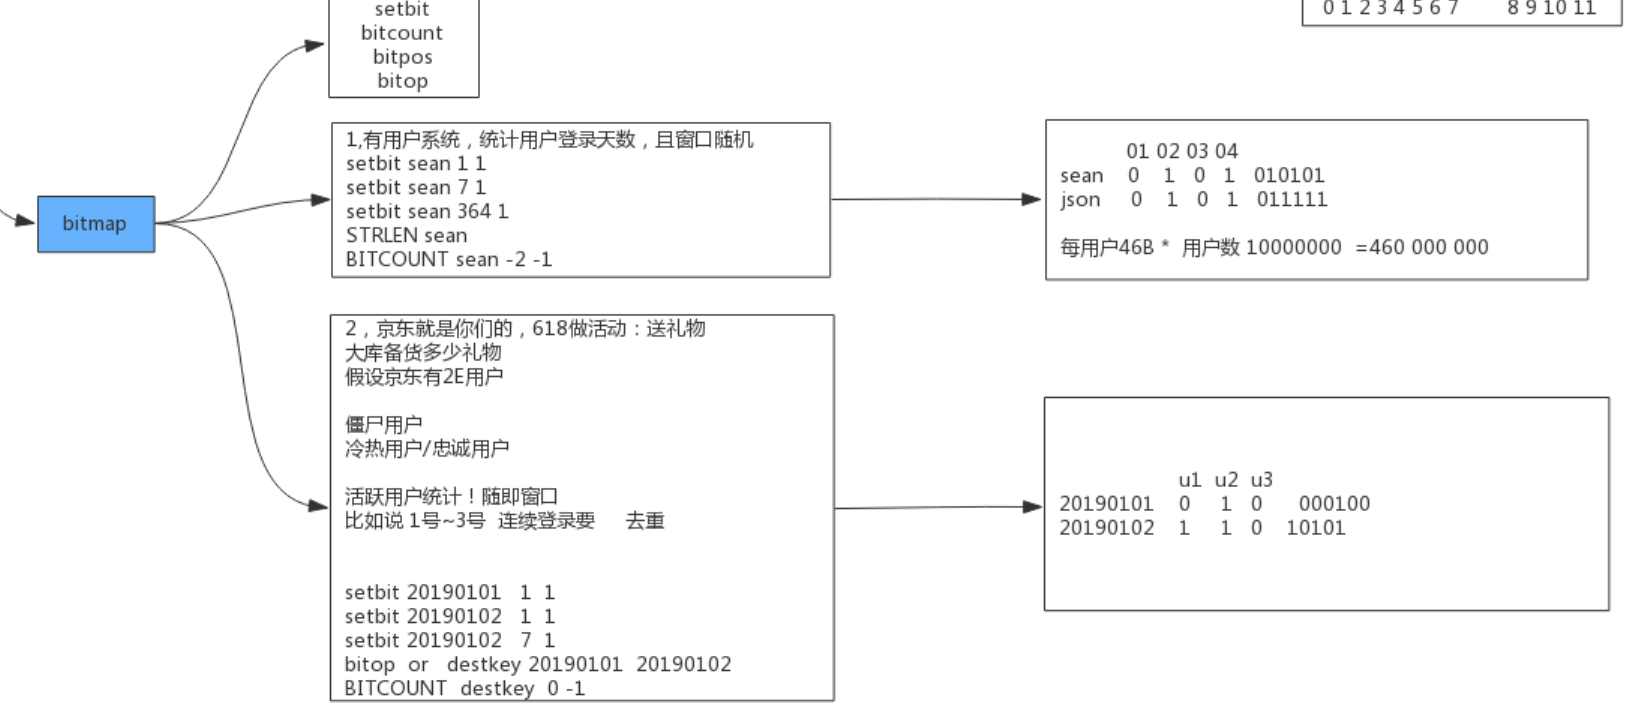 setbit
bitcount
bitpos
bitop
0 1 2 3 4 5 6 7 8 9 10 11
bitmap
1,有用户系统，统计用户登录天数，且窗口随机
setbit sean 1 1
setbit sean 7 1
setbit sean 364 1
STRLEN sean
BITCOUNT sean -2 -1
01 02 03 04
sean 0 1 0 1 010101
json 0 1 0 1 011111
每用户46B * 用户数 10000000 =460 000 000
2，京东就是你们的，618做活动：送礼物
大库备货多少礼物
假设京东有2E用户
僵尸用户
冷热用户/忠诚用户
活跃用户统计！随即窗口
比如说 1号~3号 连续登录要 去重
setbit 20190101 1 1
setbit 20190102 1 1
setbit 20190102 7 1
bitop or destkey 20190101 20190102
BITCOUNT destkey 0 -1
u1 u2 u3
20190101 0 1 0 000100
20190102 1 1 0 10101